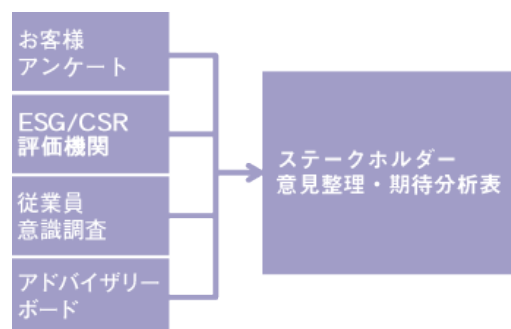 お客様
アンケート
ESG/CSR
評価機関
従業員
意識調査
アドバイザリー
ボード
ステークホルダー
意見整理・期待分析表